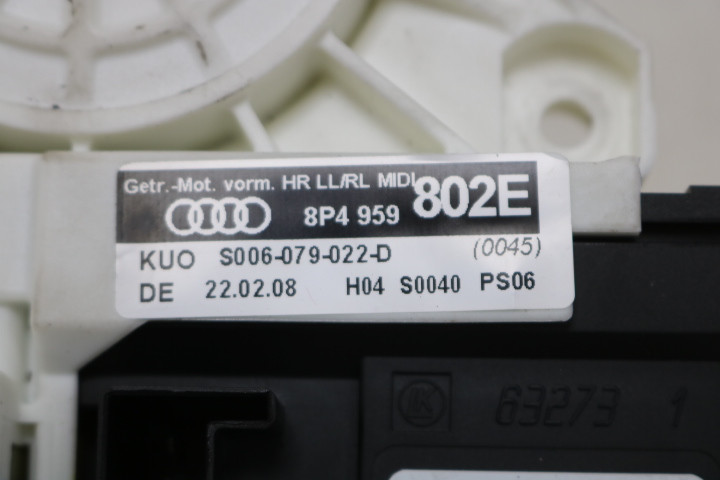 Getr.-Mot. vorm. HR LL/RL MIDI
8P4 959 802E
KUO S006-079-022-D (0045)
DE 22.02.08 H04 S0040 PS06
63273 1